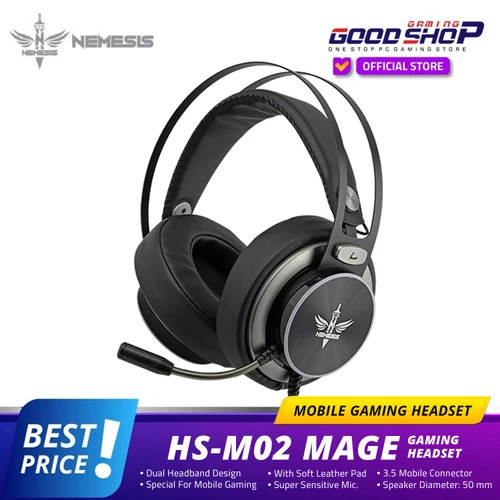 NEMESIS
NEMESIS
GAMING
GOODSHOP
ONE STOP PC GAMING STORE
OFFICIAL STORE
L
NEMESIS
MOBILE GAMING HEADSET
BEST
PRICE!
HS-M02 MAGE GAMING
HEADSET
• Dual Headband Design
• With Soft Leather Pad
• 3.5 Mobile Connector
• Special For Mobile Gaming
• Super Sensitive Mic.
• Speaker Diameter: 50 mm